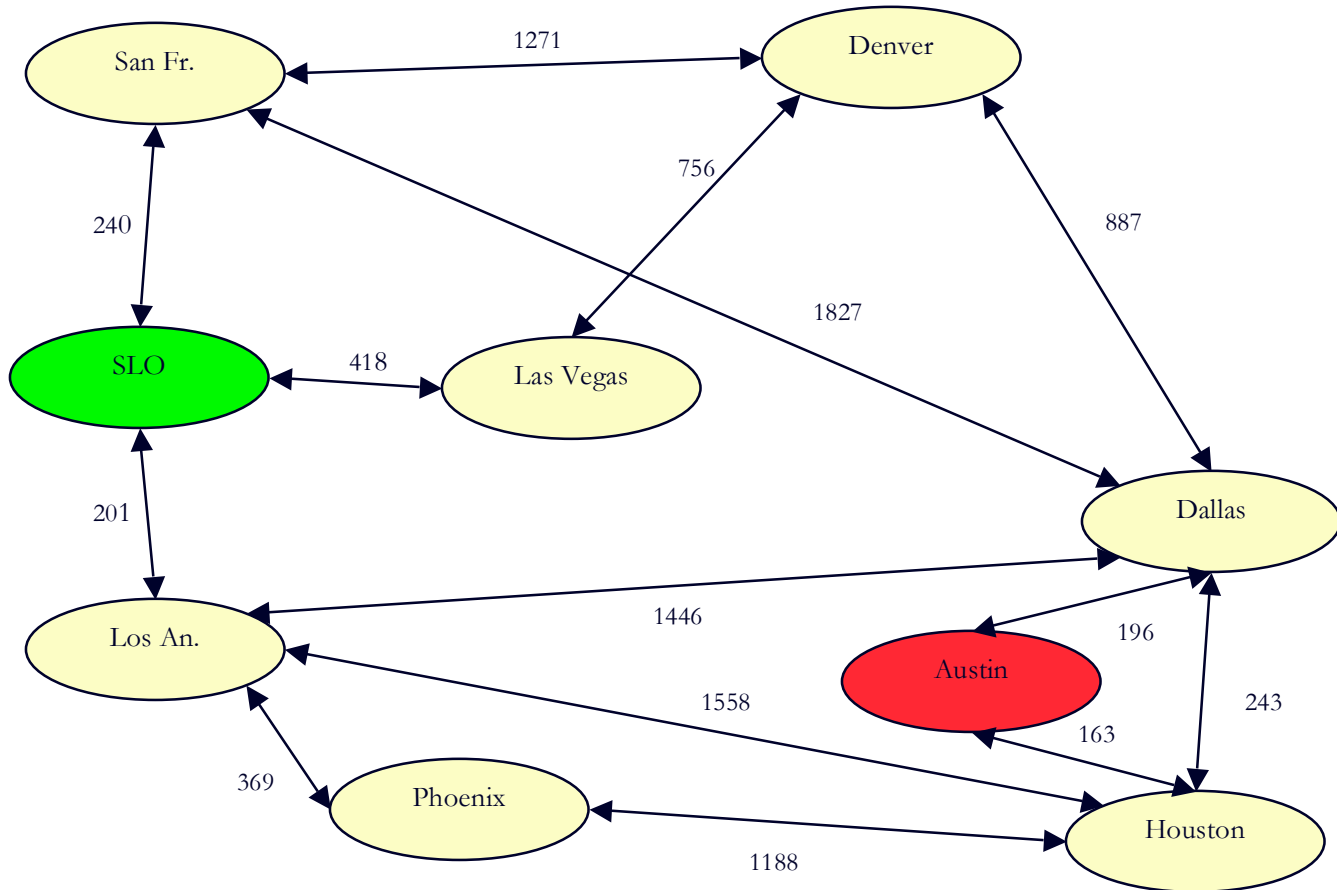 1271
Denver
San Fr.
756
240
887
1827
SLO
418
Las Vegas
201
Dallas
1446
196
Los An.
Austin
1558
243
163
369
Phoenix
Houston
1188